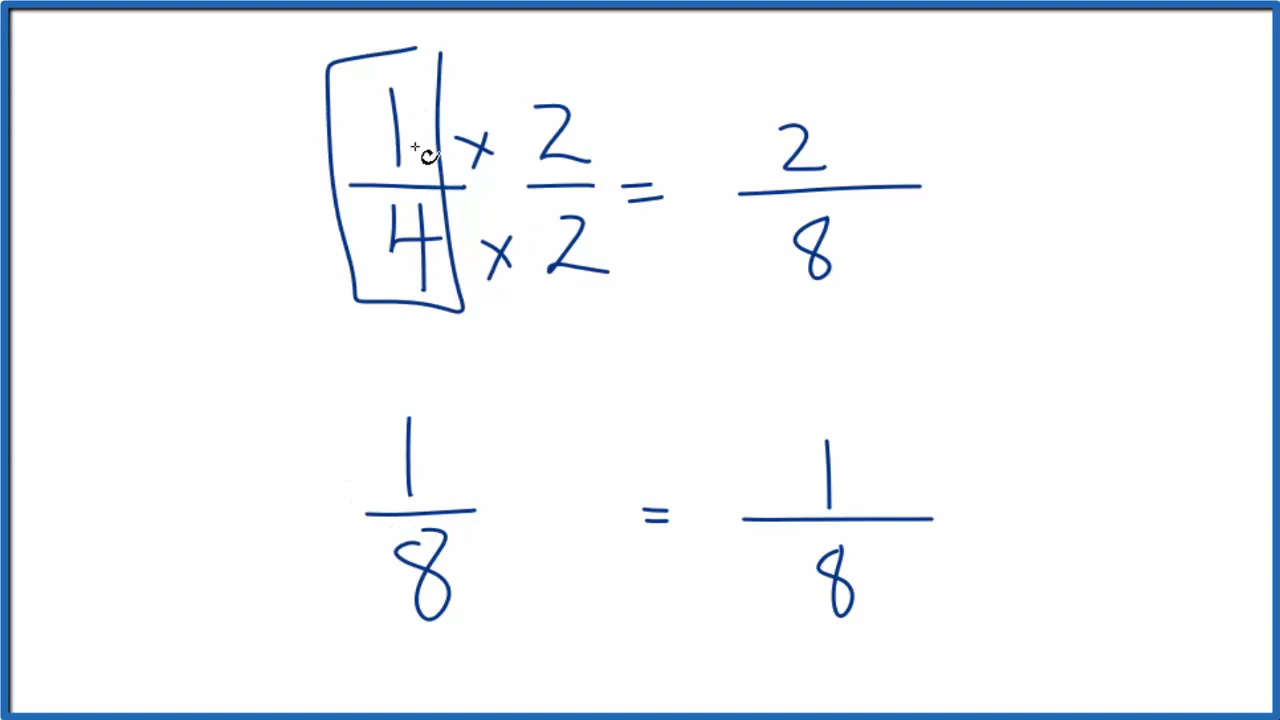 1/4 × 2/2 = 2/8
1/8 = 1/8